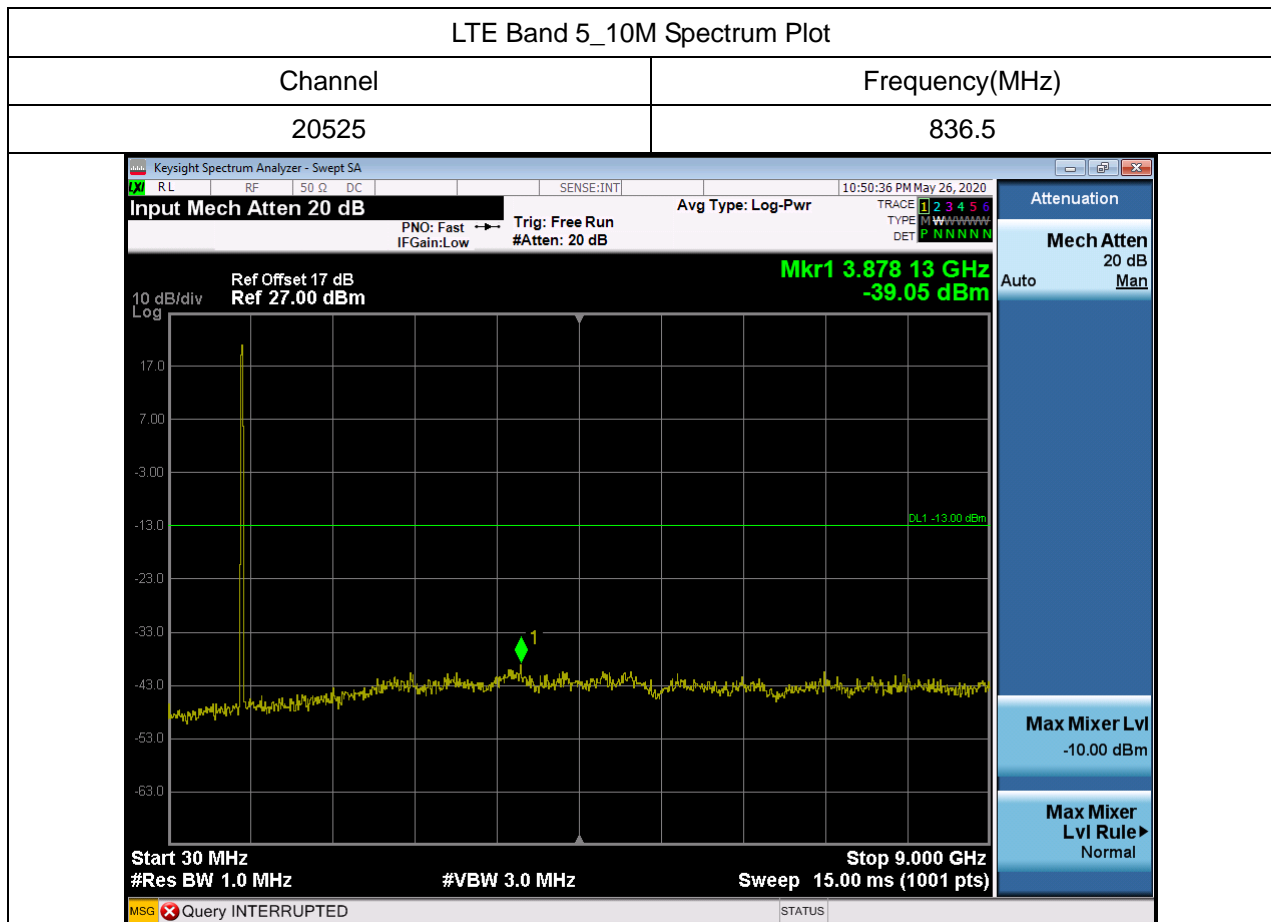 LTE Band 5_10M Spectrum Plot
Channel Frequency(MHz)
20525 836.5
Keysight Spectrum Analyzer - Swept SA
LXI RL RF 50 Ω DC SENSE:INT 10:50:36 PM May 26, 2020
Input Mech Atten 20 dB
PNO: Fast
IFGain:Low
Trig: Free Run
#Atten: 20 dB
Avg Type: Log-Pwr
TRACE 1 2 3 4 5 6
TYPE M WWWWW
DET P N N N N N
Mkr1 3.878 13 GHz
-39.05 dBm
Ref Offset 17 dB
10 dB/div Ref 27.00 dBm
Log
17.0
7.00
-3.00
-13.0
-23.0
-33.0
-43.0
-53.0
-63.0
DL1 -13.00 dBm
1
Start 30 MHz Stop 9.000 GHz
#Res BW 1.0 MHz #VBW 3.0 MHz Sweep 15.00 ms (1001 pts)
MSG Query INTERRUPTED STATUS
Attenuation
Mech Atten
20 dB
Auto Man
Max Mixer Lvl
-10.00 dBm
Max Mixer
Lvl Rule
Normal